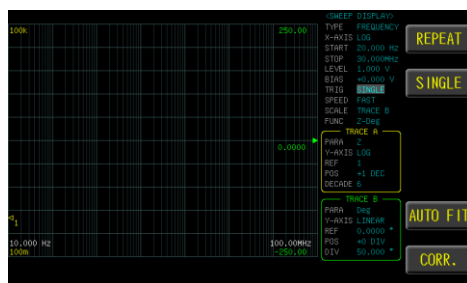 100k
250.00
0.0000
1
10.000 Hz
100.00MHz
100m
-250.00
<SWEEP DISPLAY>
TYPE FREQUENCY
X-AXIS LOG
START 20.000 Hz
STOP 30.000MHz
LEVEL 1.000 V
BIAS +0.000 V
TRIG SINGLE
SPEED FAST
SCALE TRACE B
FUNC Z-Deg
TRACE A
PARA Z
Y-AXIS LOG
REF 1
POS +1 DEC
DECADE 6
TRACE B
PARA Deg
Y-AXIS LINEAR
REF 0.0000 °
POS +0 DIV
DIV 50.000 °
REPEAT
SINGLE
AUTO FIT
CORR.